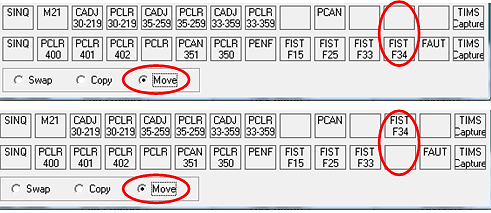 SINQ M21 CADJ PCLR CADJ PCLR CADJ PCLR PCAN TIMS
30-219 30-219 35-259 35-259 33-359 33-359 Capture
SINQ PCLR PCLR PCLR PCLR PCAN PCLR PENF FIST FIST FIST FIST FAUT TIMS
400 401 402 351 350 F15 F25 F33 F34 Capture
Swap Copy Move
SINQ M21 CADJ PCLR CADJ PCLR CADJ PCLR PCAN FIST TIMS
30-219 30-219 35-259 35-259 33-359 33-359 F34 Capture
SINQ PCLR PCLR PCLR PCLR PCAN PCLR PENF FIST FIST FIST FAUT TIMS
400 401 402 351 350 F15 F25 F33 Capture
Swap Copy Move